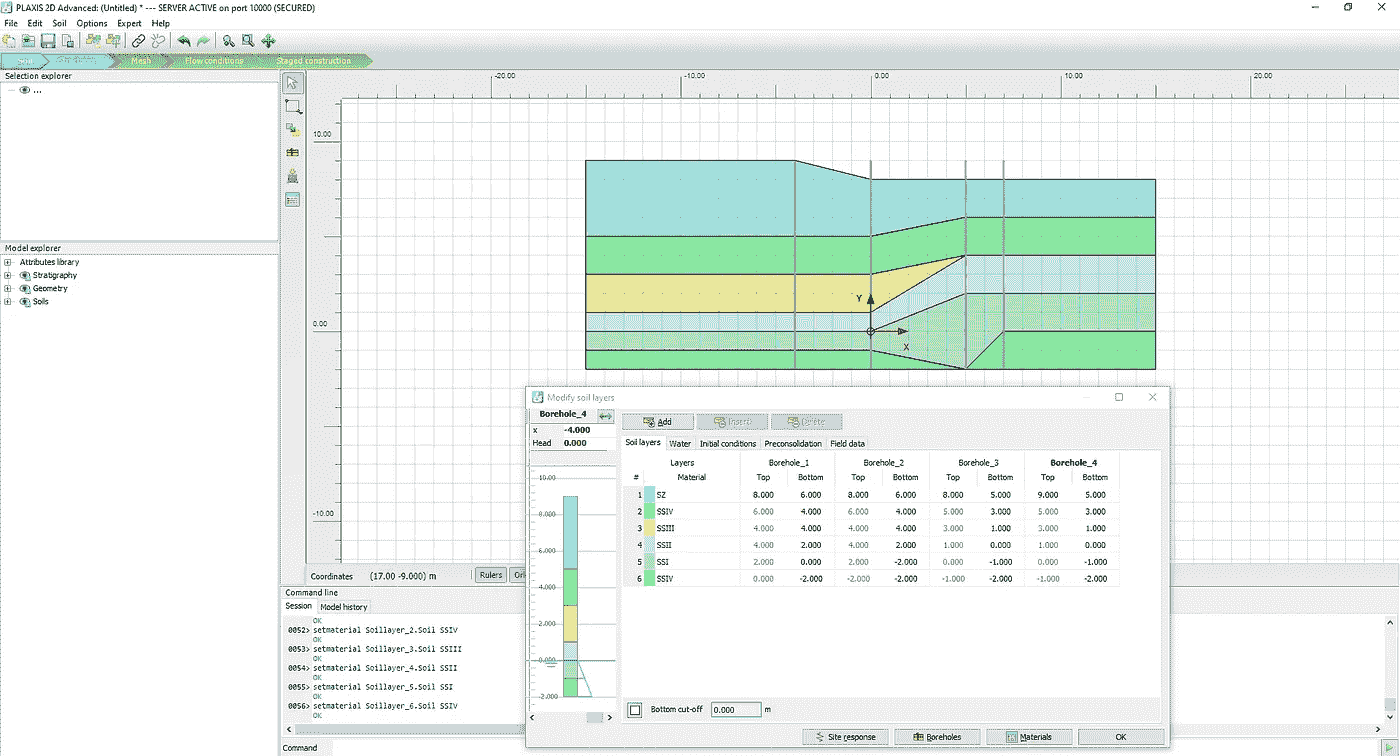 PLAXIS 2D Advanced: (Untitled) * --- SERVER ACTIVE on port 10000 (SECURED)
File Edit Soil Options Expert Help
Soil Mesh Flow conditions Staged construction
Selection explorer
...
Model explorer
Attributes library
Stratigraphy
Geometry
Soils
-20.00 -10.00 0.00 10.00 20.00
10.00
0.00
-10.00
Y
X
Coordinates (17.00 -9.000) m Rulers
Command line
Session Model history
OK
0052> setmaterial Soillayer_2.Soil SSIV
OK
0053> setmaterial Soillayer_3.Soil SSIII
OK
0054> setmaterial Soillayer_4.Soil SSII
OK
0055> setmaterial Soillayer_5.Soil SSI
OK
0056> setmaterial Soillayer_6.Soil SSIV
OK
Command
Modify soil layers
Borehole_4
x -4.000
Head 0.000
10.00
8.000
6.000
4.000
2.000
0.000
-2.000
Add Insert Delete
Soil layers Water Initial conditions Preconsolidation Field data
Layers Borehole_1 Borehole_2 Borehole_3 Borehole_4
# Material Top Bottom Top Bottom Top Bottom Top Bottom
1 SZ 8.000 6.000 8.000 6.000 8.000 5.000 9.000 5.000
2 SSIV 6.000 4.000 6.000 4.000 5.000 3.000 5.000 3.000
3 SSIII 4.000 4.000 4.000 4.000 3.000 1.000 3.000 1.000
4 SSII 4.000 2.000 4.000 2.000 1.000 0.000 1.000 0.000
5 SSI 2.000 0.000 2.000 -2.000 0.000 -1.000 0.000 -1.000
6 SSIV 0.000 -2.000 -2.000 -2.000 -1.000 -2.000 -1.000 -2.000
Bottom cut-off 0.000 m
Site response Boreholes Materials OK